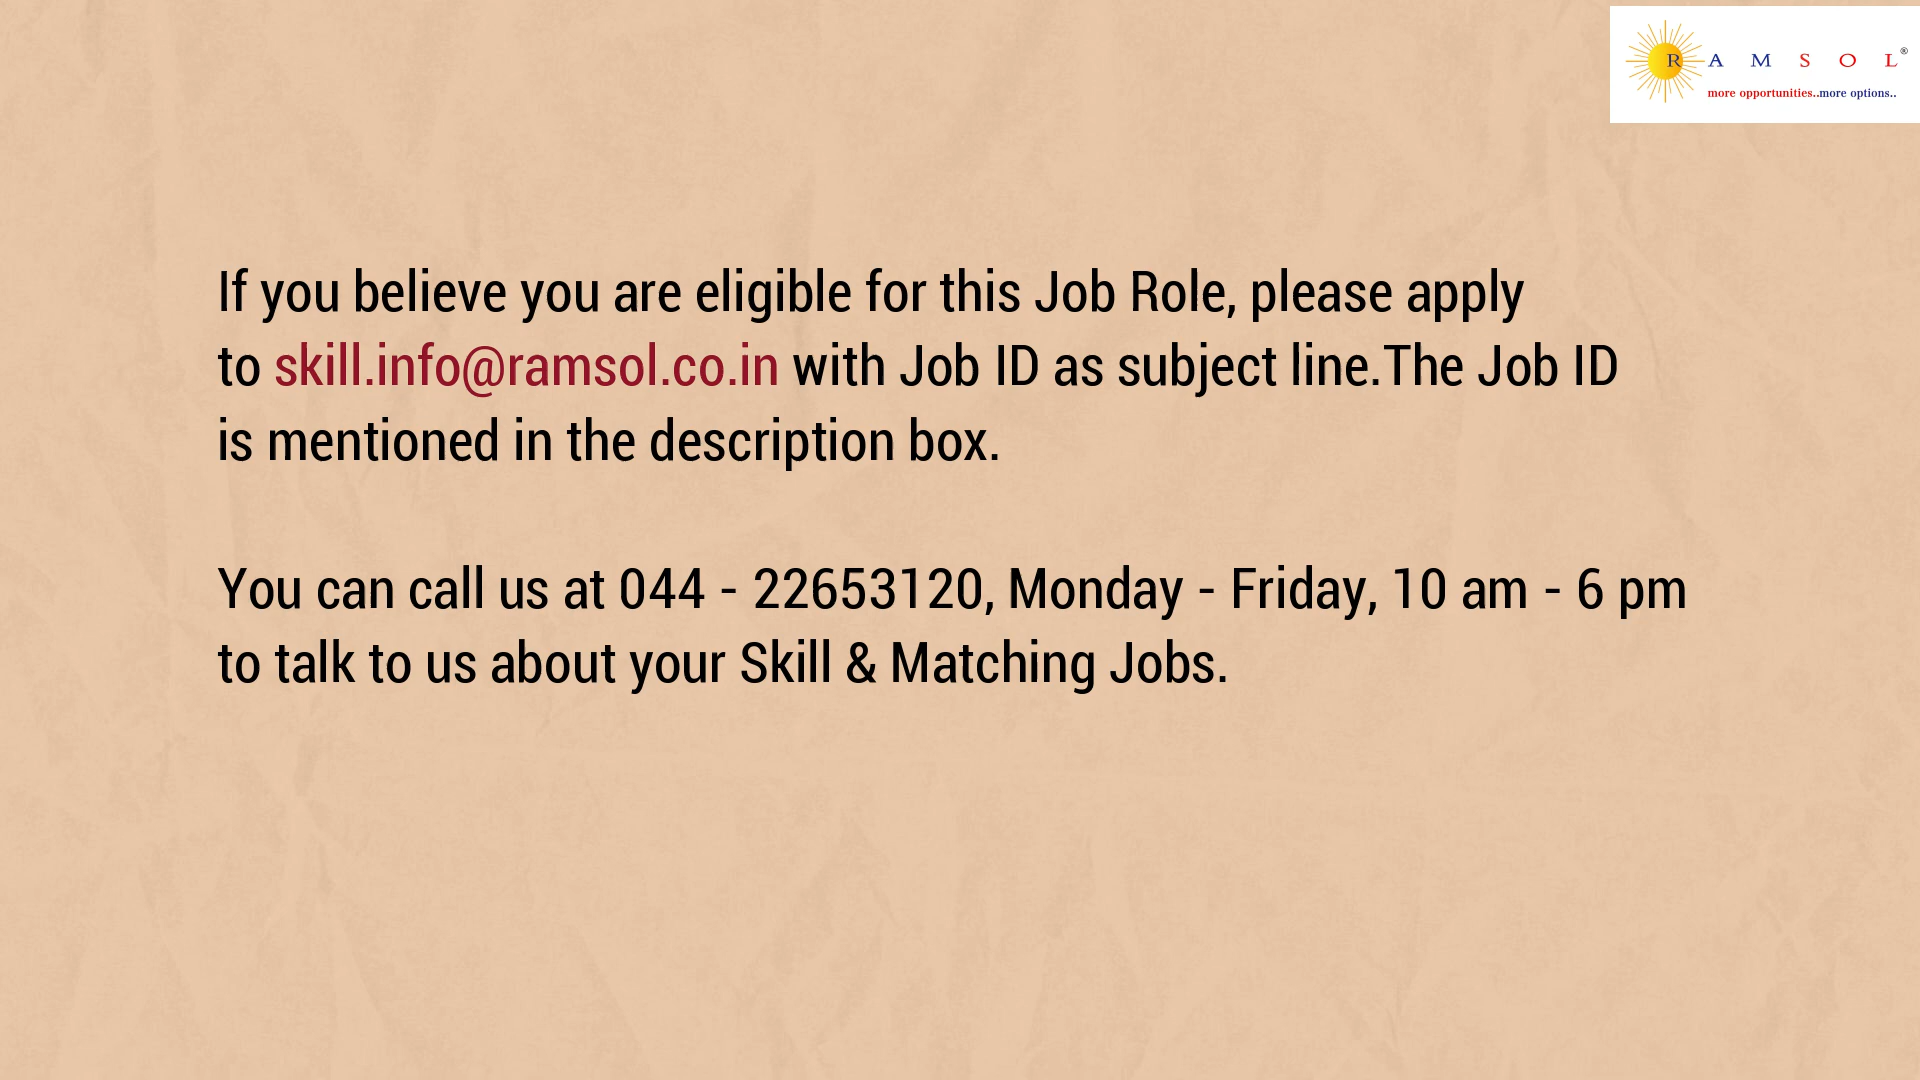 R A M S O L®
more opportunities..more options..
If you believe you are eligible for this Job Role, please apply
to skill.info@ramsol.co.in with Job ID as subject line.The Job ID
is mentioned in the description box.
You can call us at 044 - 22653120, Monday - Friday, 10 am - 6 pm
to talk to us about your Skill & Matching Jobs.